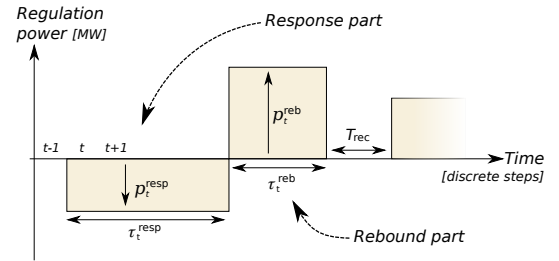 Regulation
power [MW]
Response part
p_t^reb
T_rec
t-1 t t+1
Time
[discrete steps]
p_t^resp
τ_t^reb
τ_t^resp
Rebound part